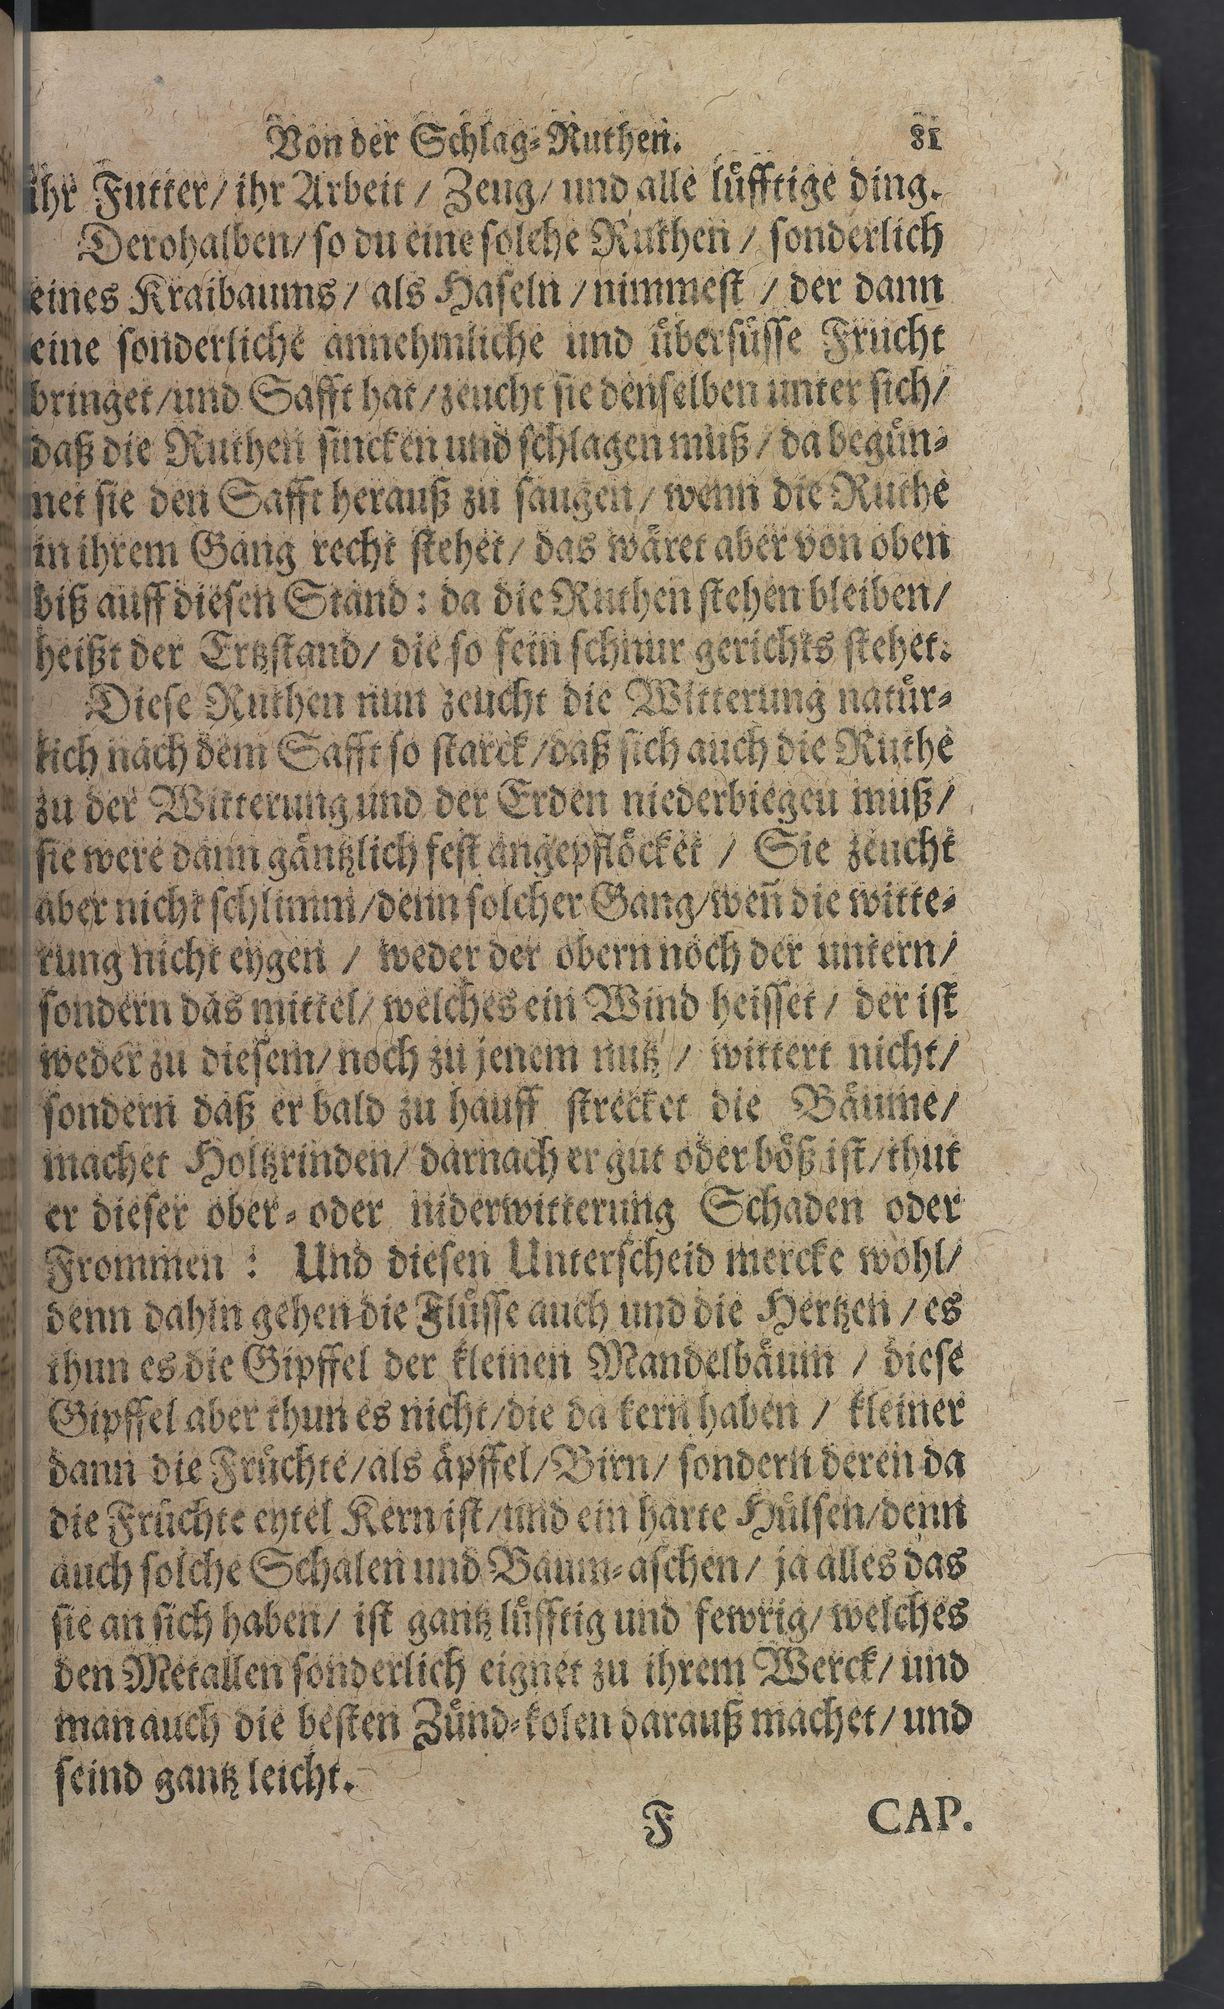 Von der Schlag-Ruthen. 81
ihr Futter/ ihr Arbeit / Zeug/ und alle lüfftige ding.
Derohalben/ so du eine solche Ruthen / sonderlich
eines Kraibaums/ als Haseln / nimmest / der dann
eine sonderliche annehmliche und übersüsse Frucht
bringet/und Safft hat/zeucht sie denselben unter sich/
daß die Ruthen sincken und schlagen muß/ da begün-
net sie den Safft herauß zu saugen/ wenn die Ruthe
in ihrem Gang recht stehet/ das wäret aber von oben
biß auff diesen Stand: da die Ruthen stehen bleiben/
heißt der Ertzstand/ die so fein schnur gerichts stehet.
Diese Ruthen nun zeucht die Witterung natür-
lich nach dem Safft so starck/daß sich auch die Ruthe
zu der Witterung und der Erden niederbiegeu muß/
sie were dann gäntzlich fest angepflöcket / Sie zeucht
aber nicht schlimm/denn solcher Gang/weñ die witte-
rung nicht eygen / weder der obern noch der untern/
sondern das mittel/ welches ein Wind heisset/ der ist
weder zu diesem/ noch zu jenem nutz / wittert nicht/
sondern daß er bald zu hauff strecket die Bäume/
machet Holtzrinden/ darnach er gut oder böß ist/thut
er dieser ober-oder niderwitterung Schaden oder
Frommen : Und diesen Unterscheid mercke wohl/
denn dahin gehen die Flüsse auch und die Hertzen / es
thun es die Gipffel der kleinen Mandelbäum / diese
Gipffel aber thun es nicht/die da kern haben / kleiner
dann die Früchte/als äpffel/Birn/ sondern deren da
die Früchte eytel Kern ist/und ein harte Hülsen/denn
auch solche Schalen und Baum-aschen/ ja alles das
sie an sich haben/ ist gantz lüfftig und fewrig/ welches
den Metallen sonderlich eignet zu ihrem Werck/ und
man auch die besten Zünd-kolen darauß machet/ und
seind gantz leicht.
F CAP.